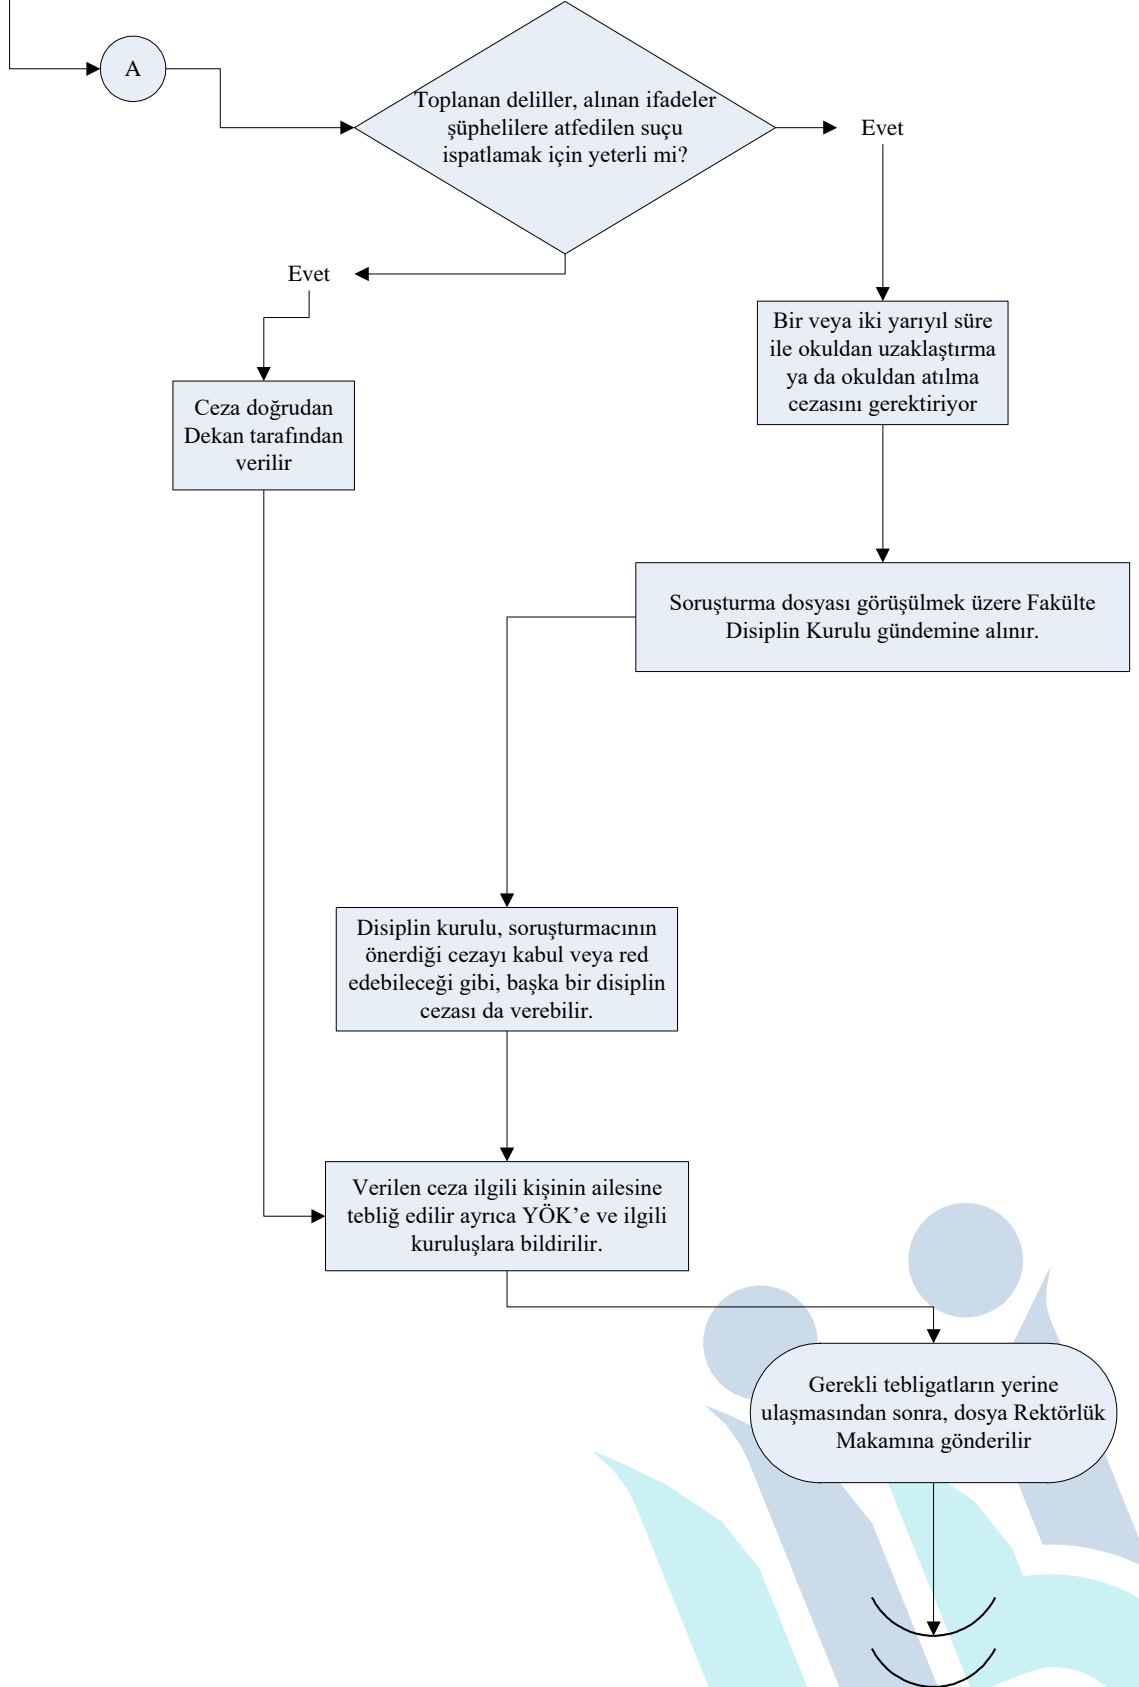 A
Toplanan deliller, alınan ifadeler
şüphelilere atfedilen suçu
ispatlamak için yeterli mi?
Evet
Evet
Bir veya iki yarıyıl süre
ile okuldan uzaklaştırma
ya da okuldan atılma
cezasını gerektiriyor
Ceza doğrudan
Dekan tarafından
verilir
Soruşturma dosyası görüşülmek üzere Fakülte
Disiplin Kurulu gündemine alınır.
Disiplin kurulu, soruşturmacının
önerdiği cezayı kabul veya red
edebileceği gibi, başka bir disiplin
cezası da verebilir.
Verilen ceza ilgili kişinin ailesine
tebliğ edilir ayrıca YÖK’e ve ilgili
kuruluşlara bildirilir.
Gerekli tebligatların yerine
ulaşmasından sonra, dosya Rektörlük
Makamına gönderilir